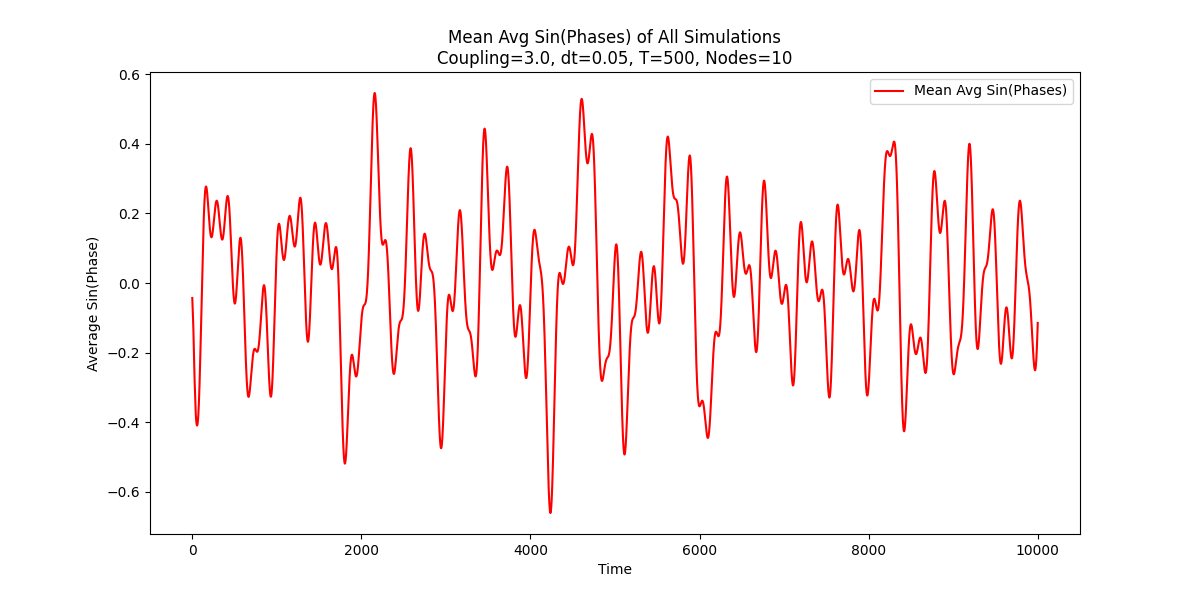 Mean Avg Sin(Phases) of All Simulations
Coupling=3.0, dt=0.05, T=500, Nodes=10
Mean Avg Sin(Phases)
0.6
0.4
0.2
0.0
−0.2
−0.4
−0.6
Average Sin(Phase)
0
2000
4000
6000
8000
10000
Time